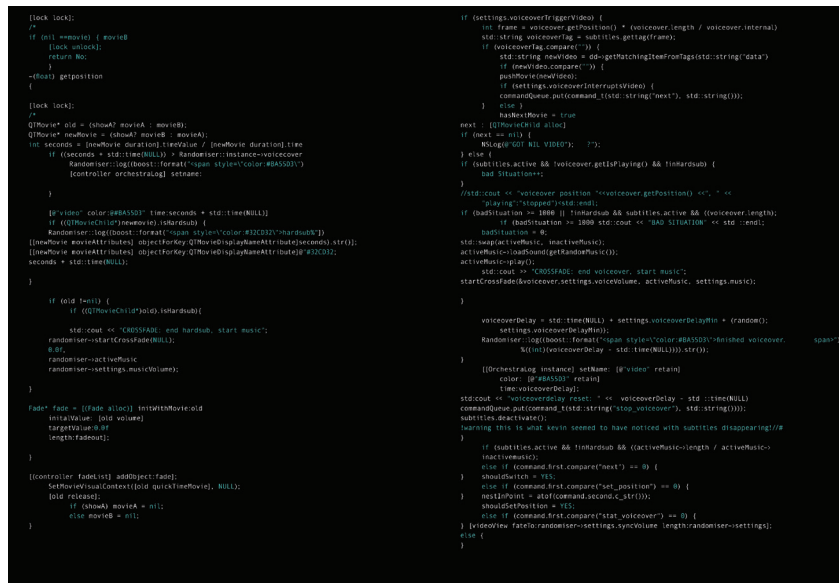 [lock lock];
/*
if (nil ==movie) { movieB
[lock unlock];
return No;
}
-(float) getposition
{
[lock lock];
/*
QTMovie* old = (showA? movieA : movieB);
QTMovie* newMovie = (showA? movieB : movieA);
int seconds = [newMovie duration].timeValue / [newMovie duration].time
if ((seconds + std::time(NULL)) > Randomiser::instance->voicecover
Randomiser::log((boost::format("<span style=\"color:#BA55D3\")
[controller orchestraLog] setname:
}
[@"video" color:@#BA55D3" time:seconds + std::time(NULL)]
if ((QTMovieChild*)newmovie).isHardsub) {
Randomiser::log((boost::format("<span style=\"color:#32CD32\">hardsub%"])
[[newMovie movieAttributes] objectForKey:QTMovieDisplayNameAttribute]seconds).str()];
[[newMovie movieAttributes] objectForKey:QTMovieDisplayNameAttribute]@"#32CD32;
seconds + std::time(NULL);
}
if (old !=nil) {
if ((QTMovieChild*)old).isHardsub){
std::cout << "CROSSFADE: end hardsub, start music";
randomiser->startCrossFade(NULL);
0.0f,
randomiser->activeMusic
randomiser->settings.musicVolume);
}
Fade* fade = [(Fade alloc)] initWithMovie:old
initalValue: [old volume]
targetValue:0.0f
length:fadeout];
}
[(controller fadeList] addObject:fade];
SetMovieVisualContext([old quickTimeMovie], NULL);
[old release];
if (showA) movieA = nil;
else movieB = nil;
}
if (settings.voiceoverTriggerVideo) {
int frame = voiceover.getPosition() * (voiceover.length / voiceover.internal)
std::string voiceoverTag = subtitles.gettag(frame);
if (voiceoverTag.compare("")) {
std::string newVideo = dd->getMatchingItemFromTags(std::string("data")
if (newVideo.compare("")) {
pushMovie(newVideo);
if (settings.voiceoverInterruptsVideo) {
commandQueue.put(command_t(std::string("next"), std::string()));
} else }
hasNextMovie = true
next : [QTMovieChild alloc]
if (next == nil) {
NSLog(@"GOT NIL VIDEO"); ?");
} else {
if (subtitles.active && !voiceover.getIsPlaying() && !inHardsub) {
bad Situation++;
}
//std::cout << "voiceover position "<<voiceover.getPosition() <<", " <<
"playing":"stopped")<std::endl;
if (badSituation >= 1000 || !inHardsub && subtitles.active && ((voiceover.length);
if (badSituation >= 1000 std::cout << "BAD SITUATION" << std ::endl;
badSituation = 0;
std::swap(activeMusic, inactiveMusic);
activeMusic->loadSound(getRandomMusic());
activeMusic->play();
std::cout >> "CROSSFADE: end voiceover, start music";
startCrossFade(&voiceover,settings.voiceVolume, activeMusic, settings.music);
}
voiceoverDelay = std::time(NULL) + settings.voiceoverDelayMin + (random();
settings.voiceoverDelayMin));
Randomiser::log((boost::format("<span style=\"color:#BA55D3\">finished voiceover. span>")
%((int)(voiceoverDelay - std::time(NULL)))).str());
}
[[OrchestraLog instance] setName: [@"video" retain]
color: [@"#BA55D3" retain]
time:voiceoverDelay];
std:cout << "voiceoverdelay reset: " << voiceoverDelay - std ::time(NULL)
commandQueue.put(command_t(std::string("stop_voiceover"), std::string()));
subtitles.deactivate();
!warning this is what kevin seemed to have noticed with subtitles disappearing!//#
}
if (subtitles.active && !inHardsub && ((activeMusic->length / activeMusic->
inactivemusic);
else if (command.first.compare("next') == 0) {
} shouldSwitch = YES;
else if (command.first.compare("set_position") == 0) {
} nestInPoint = atof(command.second.c_str());
shouldSetPosition = YES;
else if (command.first.compare("stat_voiceover") == 0) {
} [videoView fateTo:randomiser->settings.syncVolume length:randomiser->settings];
else {
}